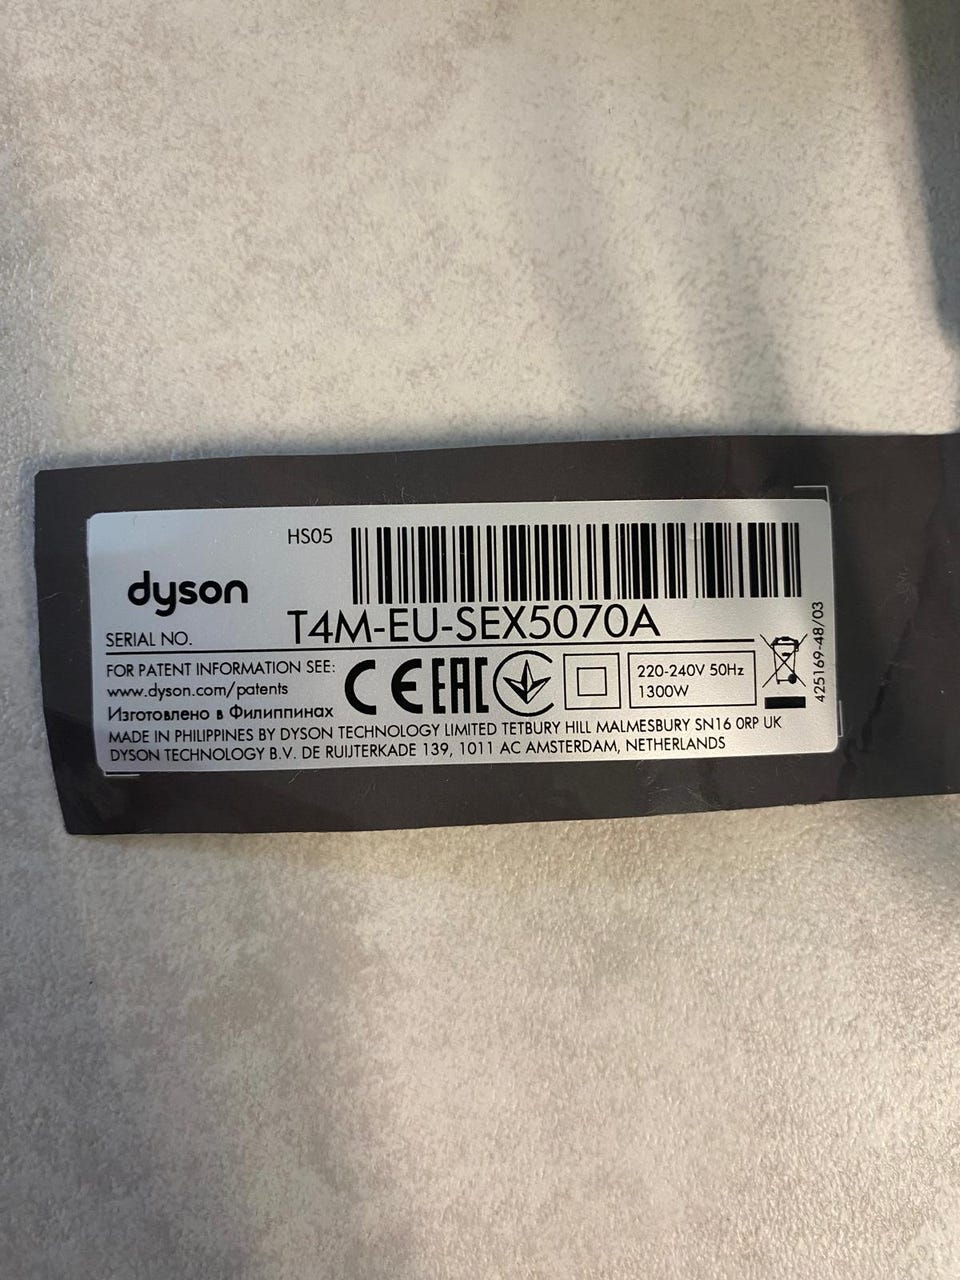 HS05
dyson
SERIAL NO. T4M-EU-SEX5070A
FOR PATENT INFORMATION SEE:
www.dyson.com/patents
Изготовлено в Филиппинах
CE EAC
220-240V 50Hz
1300W
MADE IN PHILIPPINES BY DYSON TECHNOLOGY LIMITED TETBURY HILL MALMESBURY SN16 0RP UK
DYSON TECHNOLOGY B.V. DE RUIJTERKADE 139, 1011 AC AMSTERDAM, NETHERLANDS
425169-48/03